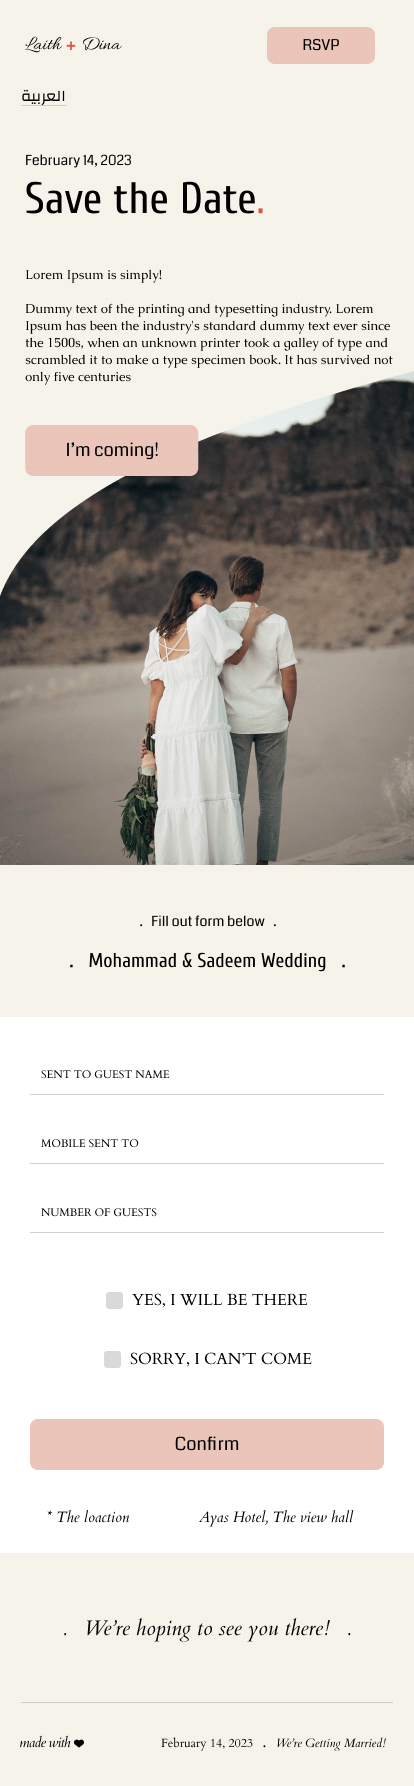 Laith + Dina
RSVP
العربية
February 14, 2023
Save the Date.
Lorem Ipsum is simply!
Dummy text of the printing and typesetting industry. Lorem
Ipsum has been the industry's standard dummy text ever since
the 1500s, when an unknown printer took a galley of type and
scrambled it to make a type specimen book. It has survived not
only five centuries
I'm coming!
. Fill out form below .
. Mohammad & Sadeem Wedding .
SENT TO GUEST NAME
MOBILE SENT TO
NUMBER OF GUESTS
YES, I WILL BE THERE
SORRY, I CAN'T COME
Confirm
* The loaction
Ayas Hotel, The view hall
. We're hoping to see you there! .
made with ❤
February 14, 2023 . We're Getting Married!